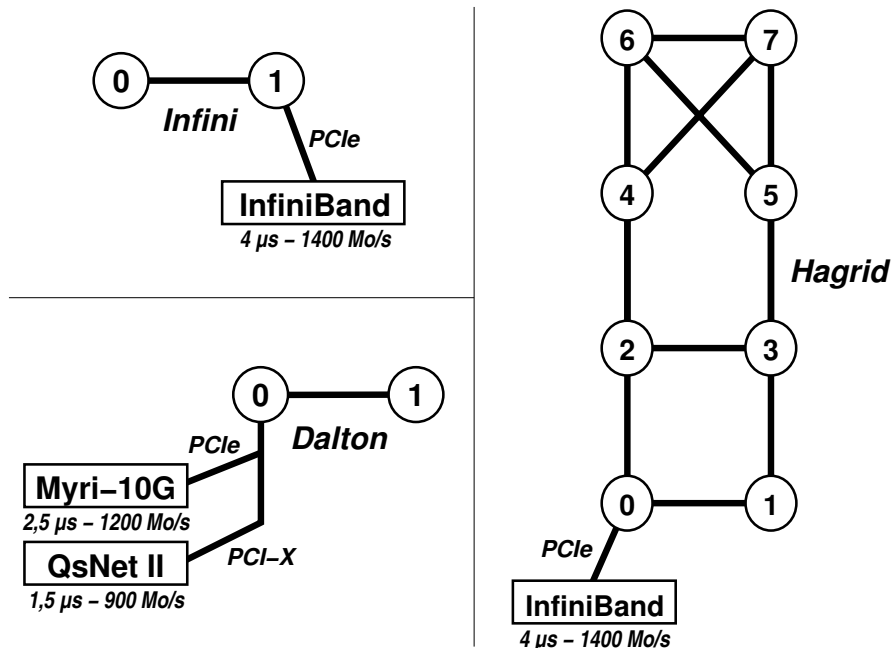 0
1
Infini
PCIe
InfiniBand
4 µs – 1400 Mo/s
0
1
Dalton
PCIe
Myri–10G
2,5 µs – 1200 Mo/s
PCI–X
QsNet II
1,5 µs – 900 Mo/s
6
7
4
5
Hagrid
2
3
0
1
PCIe
InfiniBand
4 µs – 1400 Mo/s